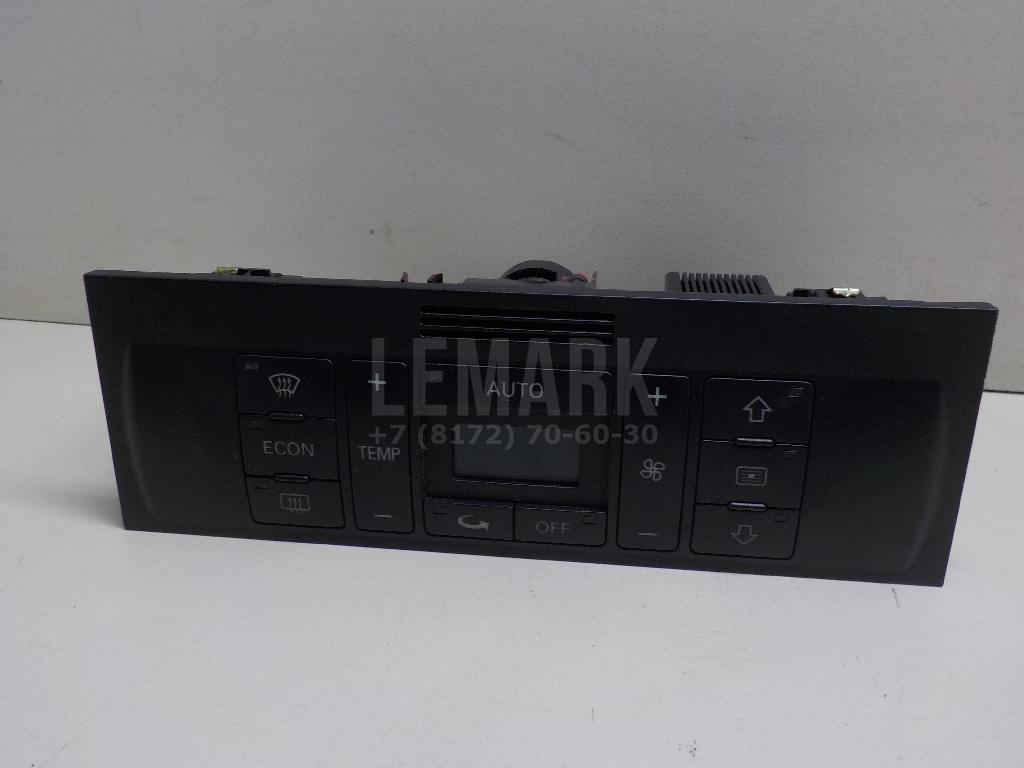 LEMARK
+7 (8172) 70-60-30
+ AUTO +
ECON TEMP
− OFF −